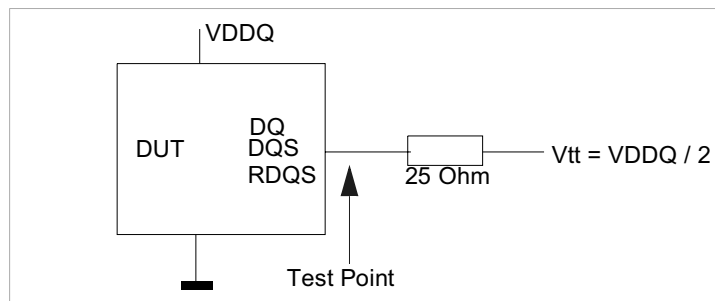 VDDQ
DUT
DQ
DQS
RDQS
25 Ohm
Vtt = VDDQ / 2
Test Point